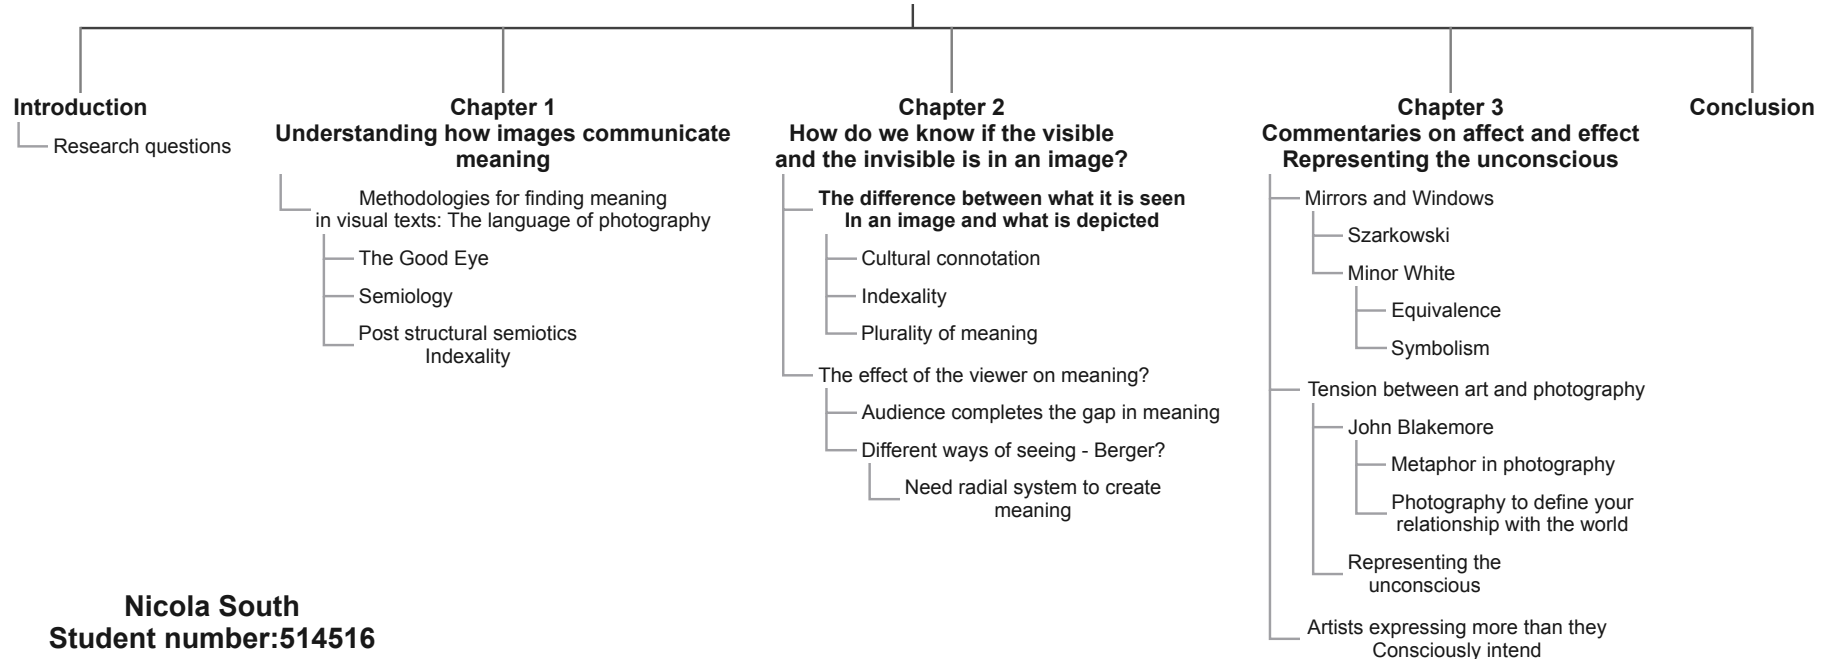 Introduction
Research questions
Chapter 1
Understanding how images communicate
meaning
Methodologies for finding meaning
in visual texts: The language of photography
The Good Eye
Semiology
Post structural semiotics
Indexality
Chapter 2
How do we know if the visible
and the invisible is in an image?
The difference between what it is seen
In an image and what is depicted
Cultural connotation
Indexality
Plurality of meaning
The effect of the viewer on meaning?
Audience completes the gap in meaning
Different ways of seeing - Berger?
Need radial system to create
meaning
Chapter 3
Commentaries on affect and effect
Representing the unconscious
Mirrors and Windows
Szarkowski
Minor White
Equivalence
Symbolism
Tension between art and photography
John Blakemore
Metaphor in photography
Photography to define your
relationship with the world
Representing the
unconscious
Artists expressing more than they
Consciously intend
Conclusion
Nicola South
Student number:514516